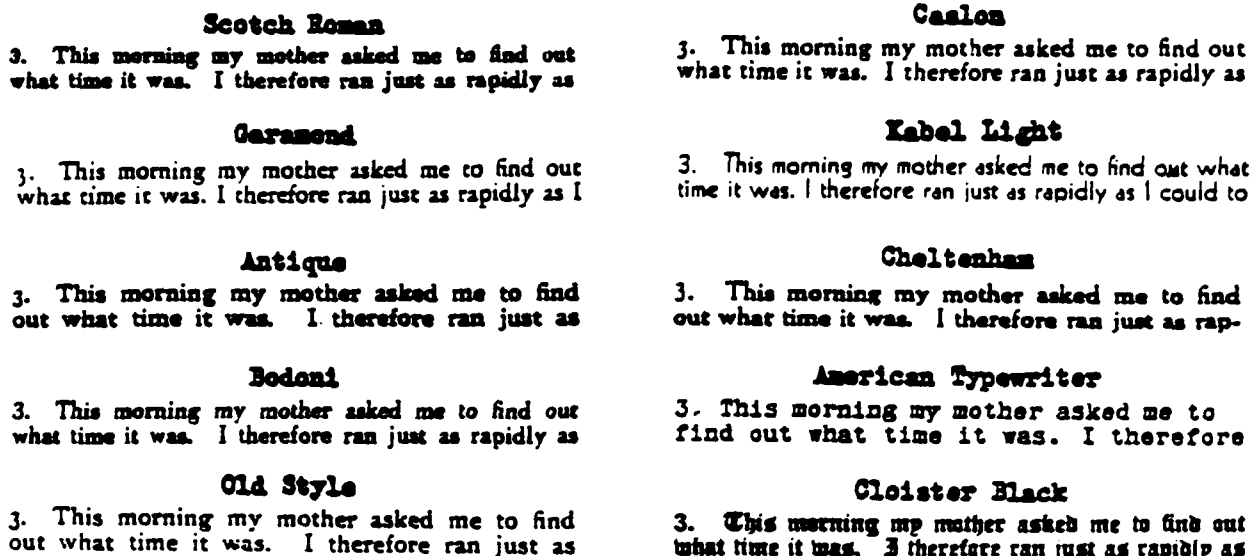 Scotch Roman
3. This morning my mother asked me to find out
what time it was. I therefore ran just as rapidly as
Garamond
3. This morning my mother asked me to find out
what time it was. I therefore ran just as rapidly as I
Antique
3. This morning my mother asked me to find
out what time it was. I therefore ran just as
Bodoni
3. This morning my mother asked me to find out
what time it was. I therefore ran just as rapidly as
Old Style
3. This morning my mother asked me to find
out what time it was. I therefore ran just as
Caslon
3. This morning my mother asked me to find out
what time it was. I therefore ran just as rapidly as
Kabel Light
3. This morning my mother asked me to find out what
time it was. I therefore ran just as rapidly as I could to
Cheltenham
3. This morning my mother asked me to find
out what time it was. I therefore ran just as rap-
American Typewriter
3. This morning my mother asked me to
find out what time it was. I therefore
Cloister Black
3. This morning my mother asked me to find out
what time it was. I therefore ran just as rapidly as